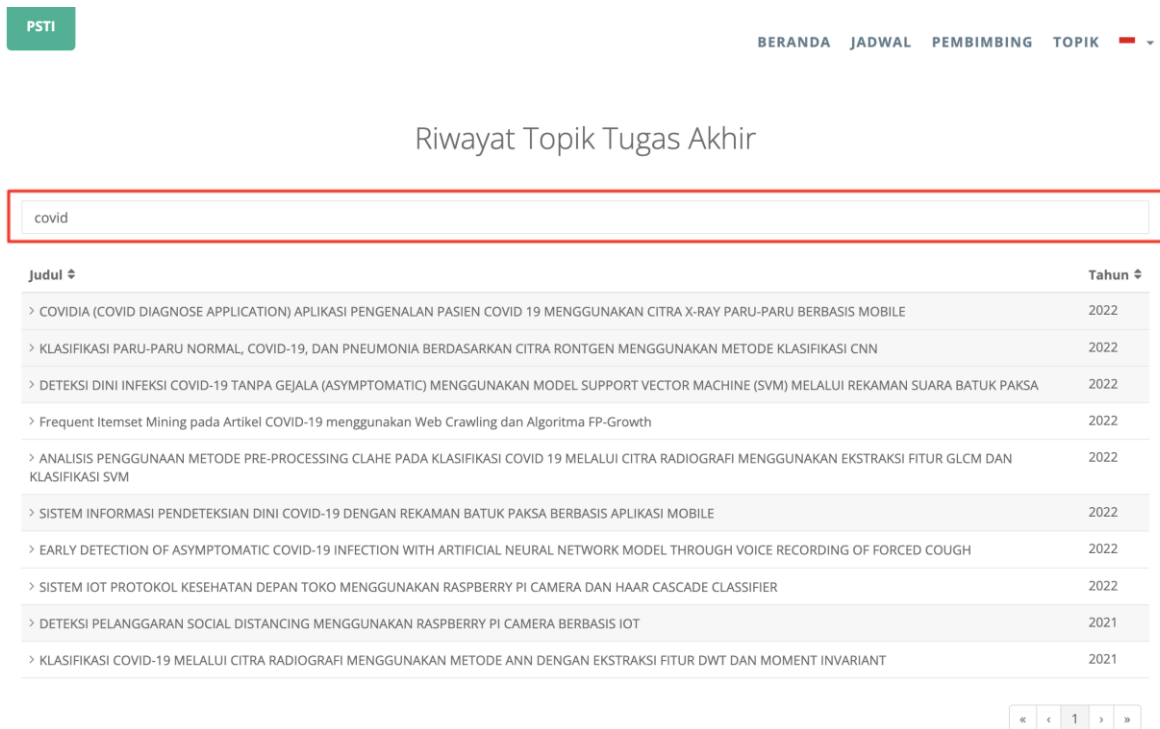 PSTI
BERANDA JADWAL PEMBIMBING TOPIK
Riwayat Topik Tugas Akhir
covid
Judul Tahun
> COVIDIA (COVID DIAGNOSE APPLICATION) APLIKASI PENGENALAN PASIEN COVID 19 MENGGUNAKAN CITRA X-RAY PARU-PARU BERBASIS MOBILE 2022
> KLASIFIKASI PARU-PARU NORMAL, COVID-19, DAN PNEUMONIA BERDASARKAN CITRA RONTGEN MENGGUNAKAN METODE KLASIFIKASI CNN 2022
> DETEKSI DINI INFEKSI COVID-19 TANPA GEJALA (ASYMPTOMATIC) MENGGUNAKAN MODEL SUPPORT VECTOR MACHINE (SVM) MELALUI REKAMAN SUARA BATUK PAKSA 2022
> Frequent Itemset Mining pada Artikel COVID-19 menggunakan Web Crawling dan Algoritma FP-Growth 2022
> ANALISIS PENGGUNAAN METODE PRE-PROCESSING CLAHE PADA KLASIFIKASI COVID 19 MELALUI CITRA RADIOGRAFI MENGGUNAKAN EKSTRAKSI FITUR GLCM DAN 2022
KLASIFIKASI SVM
> SISTEM INFORMASI PENDETEKSIAN DINI COVID-19 DENGAN REKAMAN BATUK PAKSA BERBASIS APLIKASI MOBILE 2022
> EARLY DETECTION OF ASYMPTOMATIC COVID-19 INFECTION WITH ARTIFICIAL NEURAL NETWORK MODEL THROUGH VOICE RECORDING OF FORCED COUGH 2022
> SISTEM IOT PROTOKOL KESEHATAN DEPAN TOKO MENGGUNAKAN RASPBERRY PI CAMERA DAN HAAR CASCADE CLASSIFIER 2022
> DETEKSI PELANGGARAN SOCIAL DISTANCING MENGGUNAKAN RASPBERRY PI CAMERA BERBASIS IOT 2021
> KLASIFIKASI COVID-19 MELALUI CITRA RADIOGRAFI MENGGUNAKAN METODE ANN DENGAN EKSTRAKSI FITUR DWT DAN MOMENT INVARIANT 2021
« ‹ 1 › »